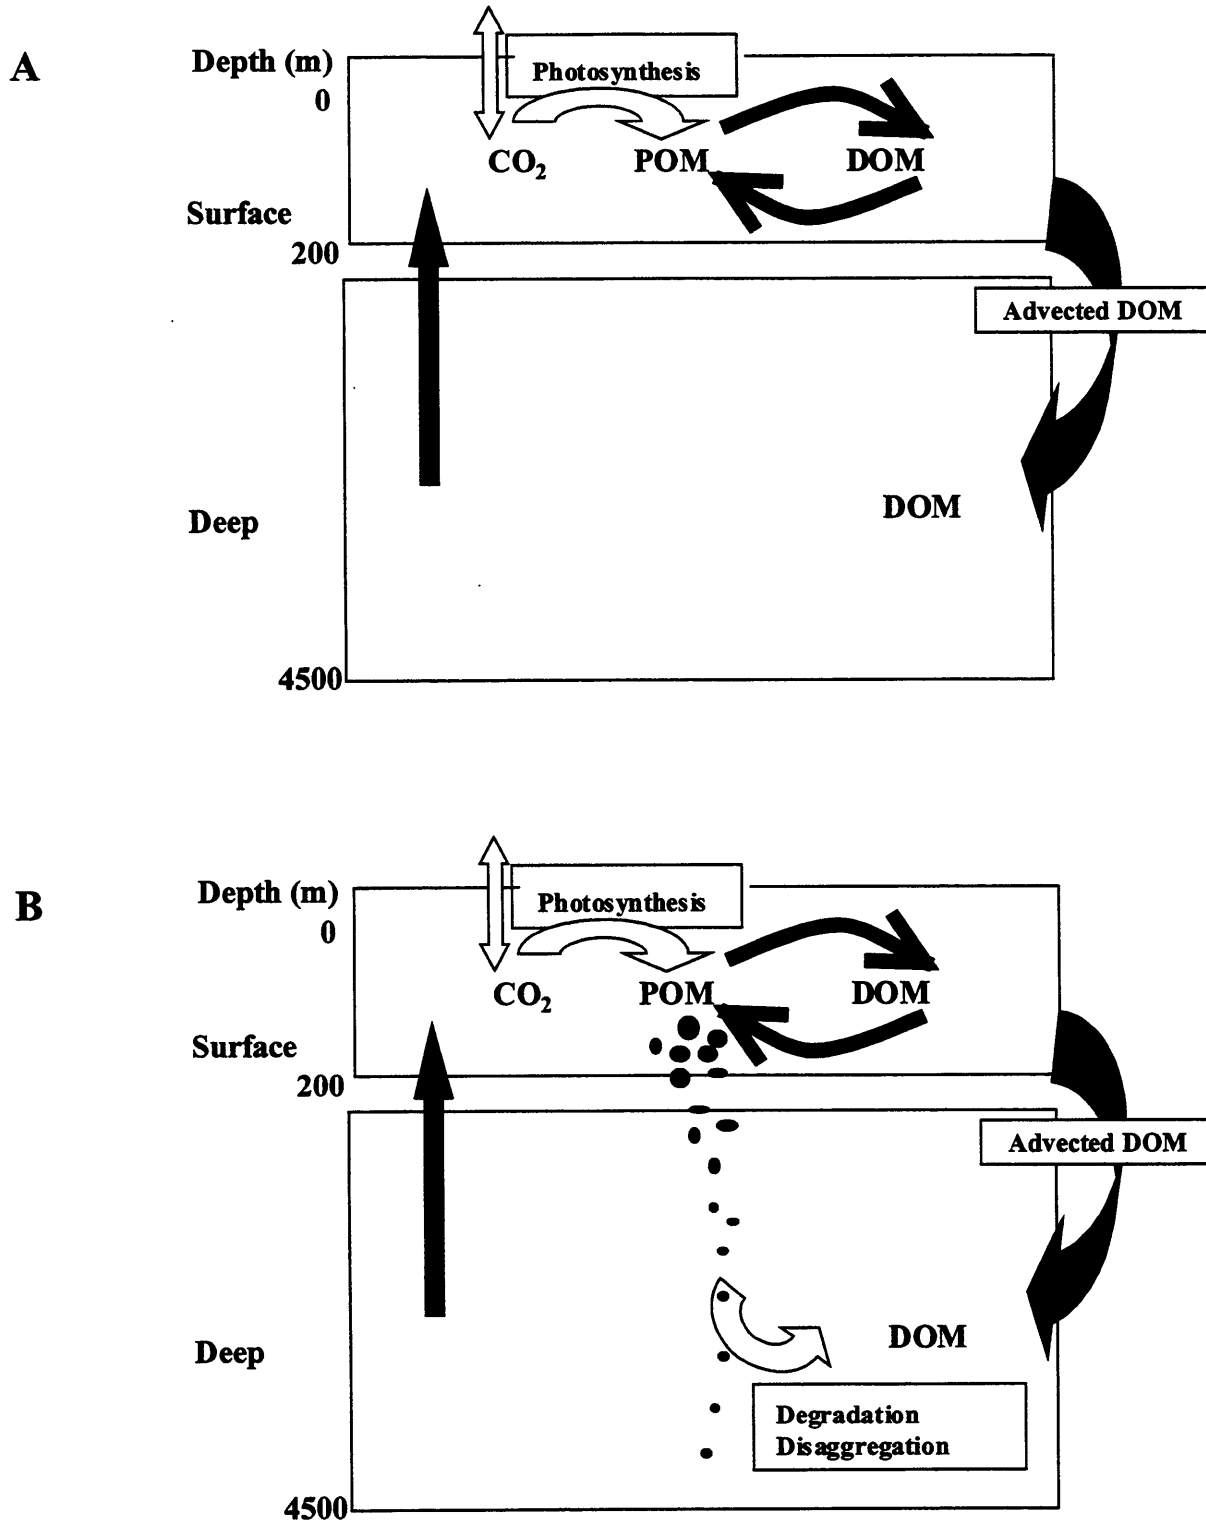 A
Depth (m)
Photosynthesis
0
CO₂ POM DOM
Surface
200
Advected DOM
DOM
Deep
4500
B
Depth (m)
Photosynthesis
0
CO₂ POM DOM
Surface
200
Advected DOM
DOM
Deep
Degradation
Disaggregation
4500